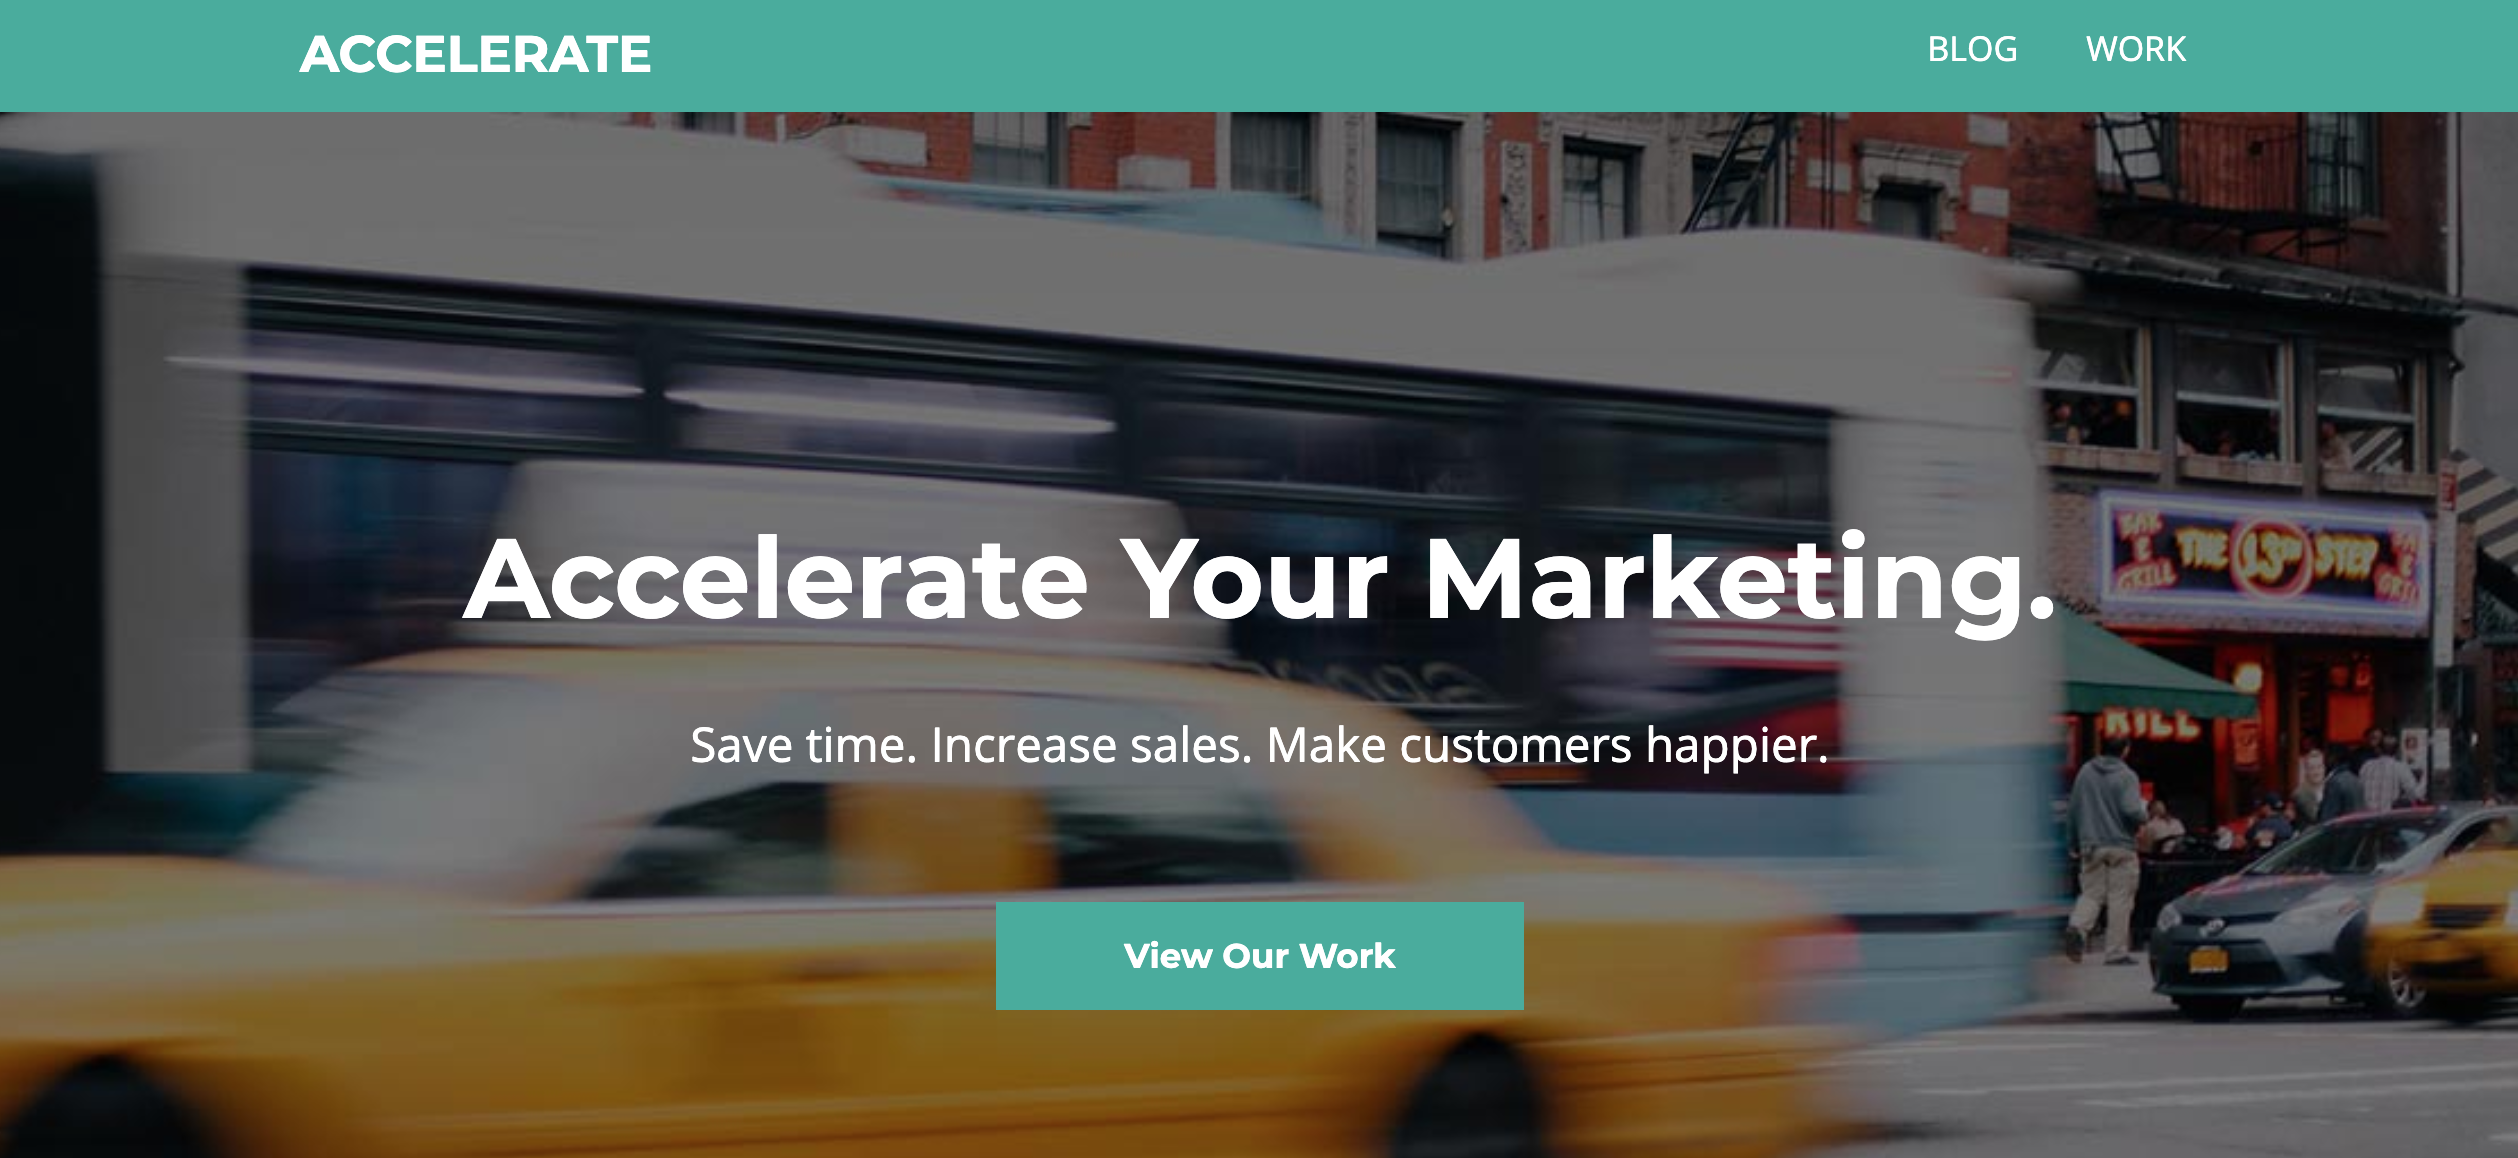 ACCELERATE
BLOG WORK
Accelerate Your Marketing.
Save time. Increase sales. Make customers happier.
View Our Work
BAR & GRILL
THE 13TH STEP
BAR & GRILL